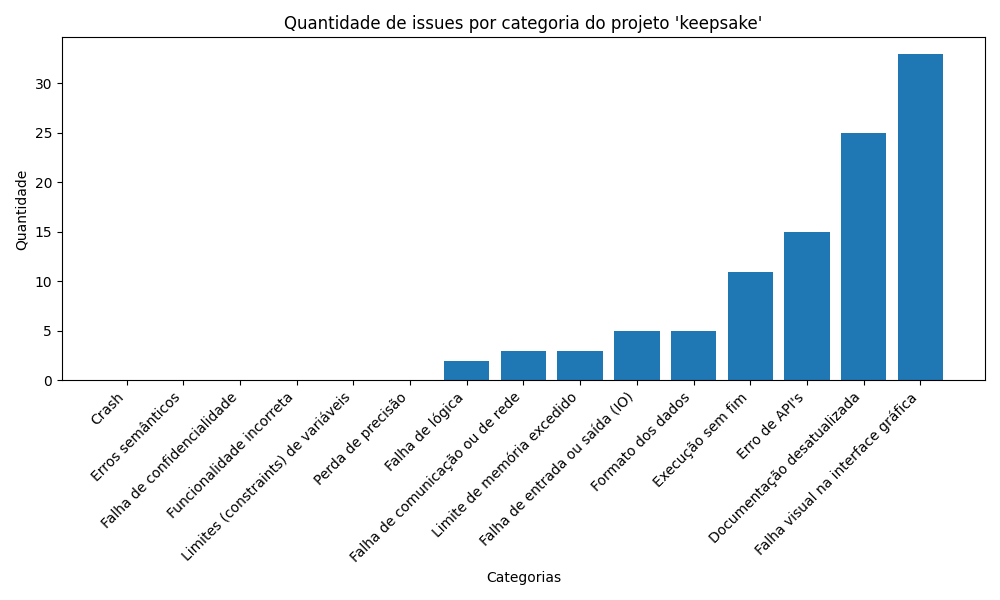 Quantidade de issues por categoria do projeto 'keepsake'
Quantidade
30
25
20
15
10
5
0
Crash
Erros semânticos
Falha de confidencialidade
Funcionalidade incorreta
Limites (constraints) de variáveis
Perda de precisão
Falha de lógica
Falha de comunicação ou de rede
Limite de memória excedido
Falha de entrada ou saída (IO)
Formato dos dados
Execução sem fim
Erro de API's
Documentação desatualizada
Falha visual na interface gráfica
Categorias